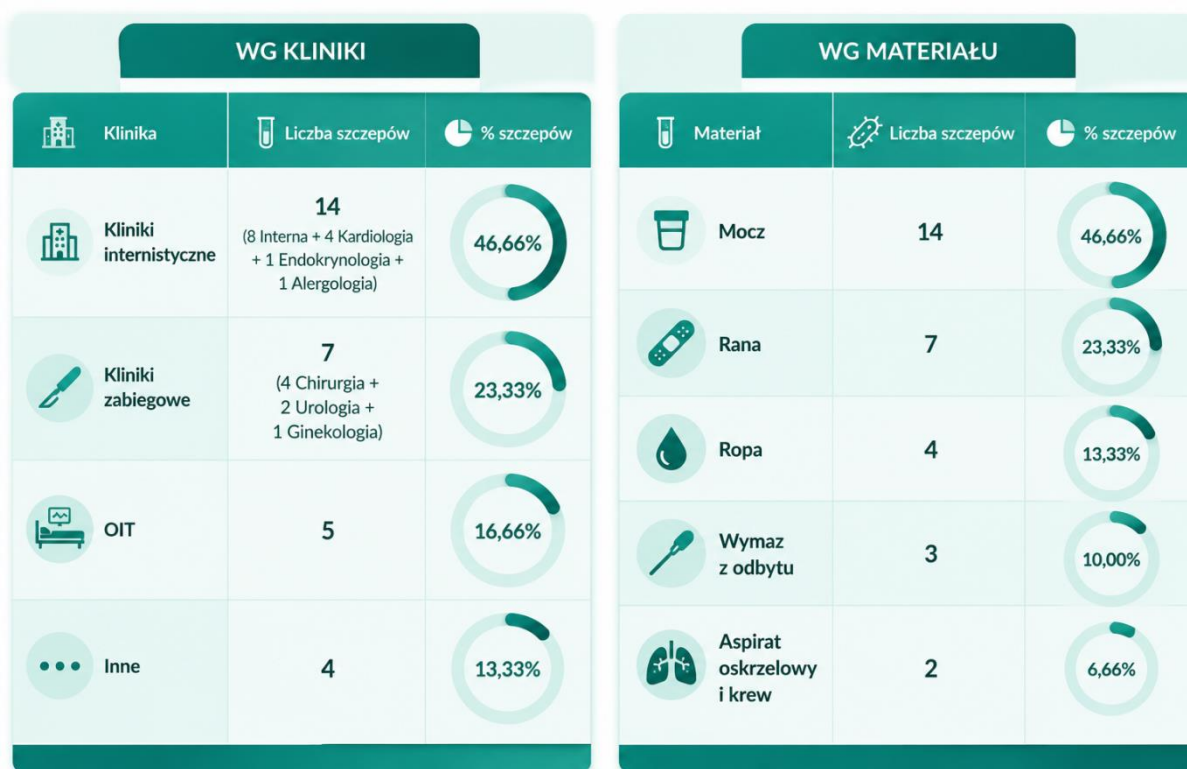 WG KLINIKI
Klinika
Liczba szczepów
% szczepów
Kliniki
internistyczne
14
(8 Interna + 4 Kardiologia
+ 1 Endokrynologia +
1 Alergologia)
46,66%
Kliniki
zabiegowe
7
(4 Chirurgia +
2 Urologia +
1 Ginekologia)
23,33%
OIT
5
16,66%
Inne
4
13,33%
WG MATERIAŁU
Materiał
Liczba szczepów
% szczepów
Mocz
14
46,66%
Rana
7
23,33%
Ropa
4
13,33%
Wymaz
z odbytu
3
10,00%
Aspirat
oskrzelowy
i krew
2
6,66%